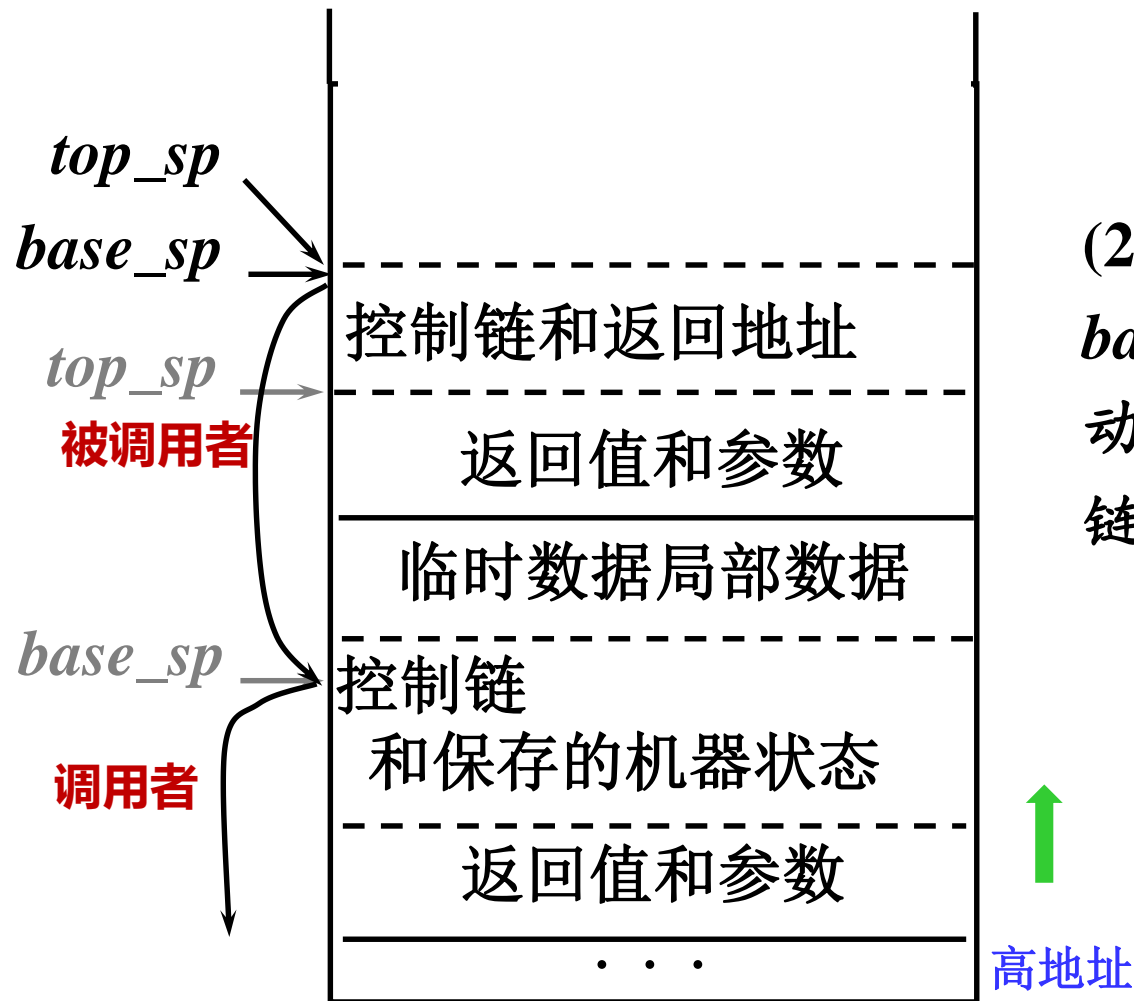 top_sp
base_sp
(2
控制链和返回地址
ba
top_sp
动
被调用者
返回值和参数
链
临时数据局部数据
base_sp
控制链
和保存的机器状态
调用者
返回值和参数
. . .
高地址